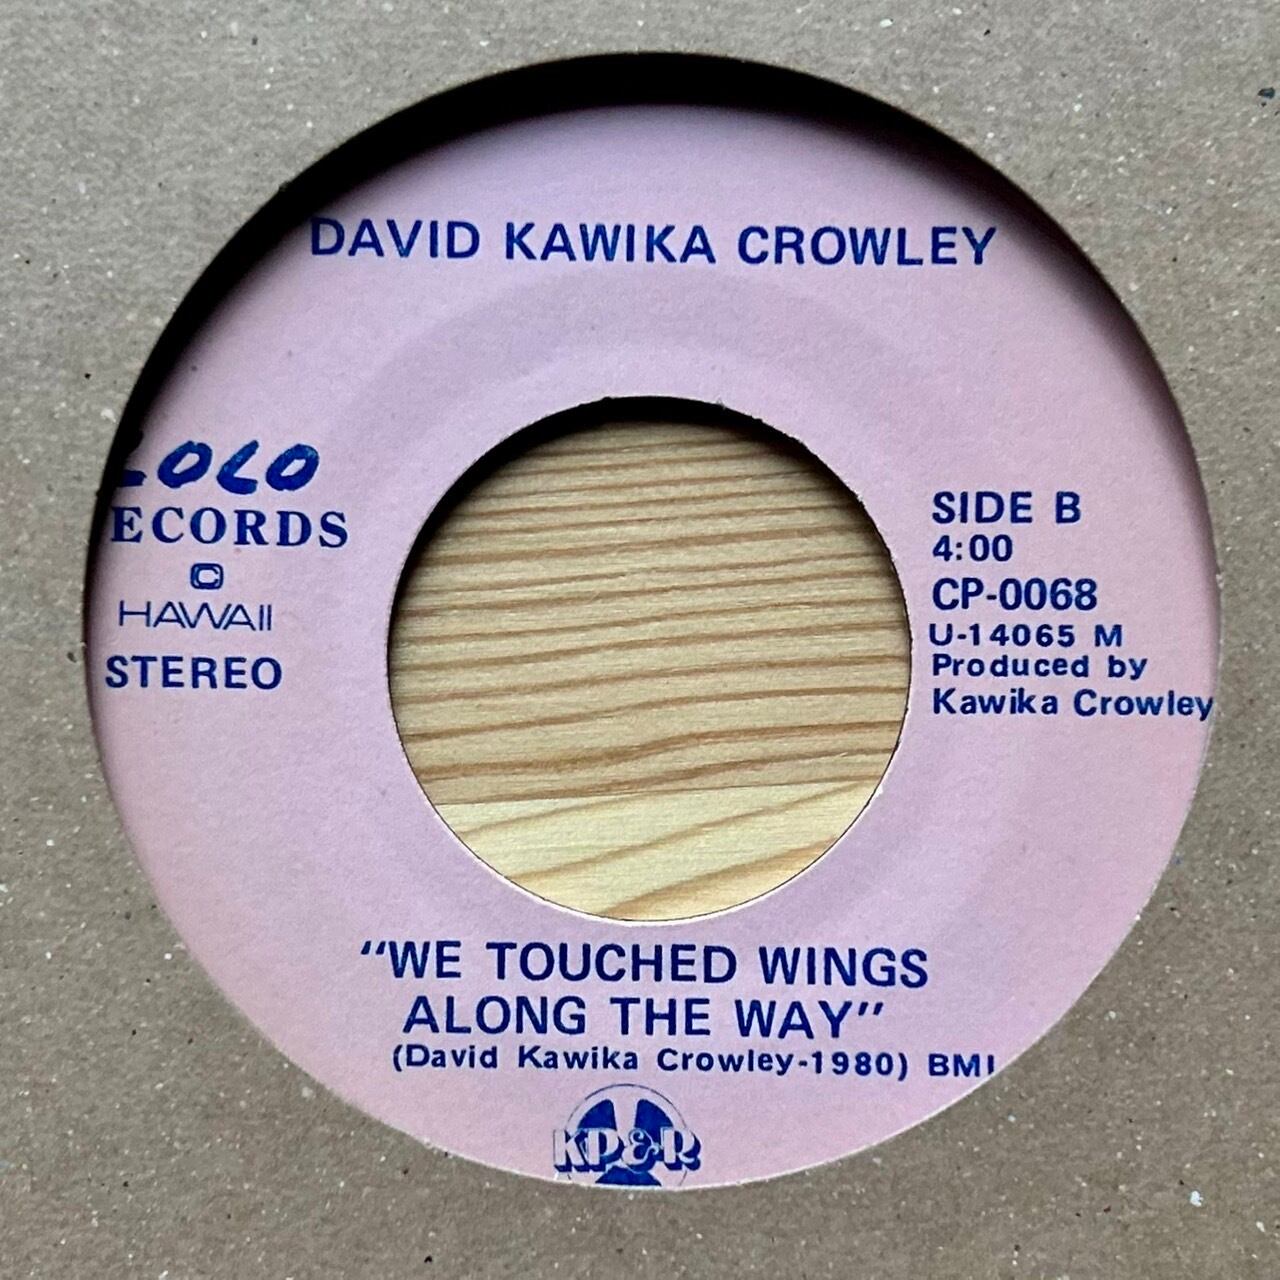 DAVID KAWIKA CROWLEY
LOLO
ECORDS
©
HAWAII
STEREO
SIDE B
4:00
CP-0068
U-14065 M
Produced by
Kawika Crowley
"WE TOUCHED WINGS
ALONG THE WAY"
(David Kawika Crowley-1980) BMI
KP&R